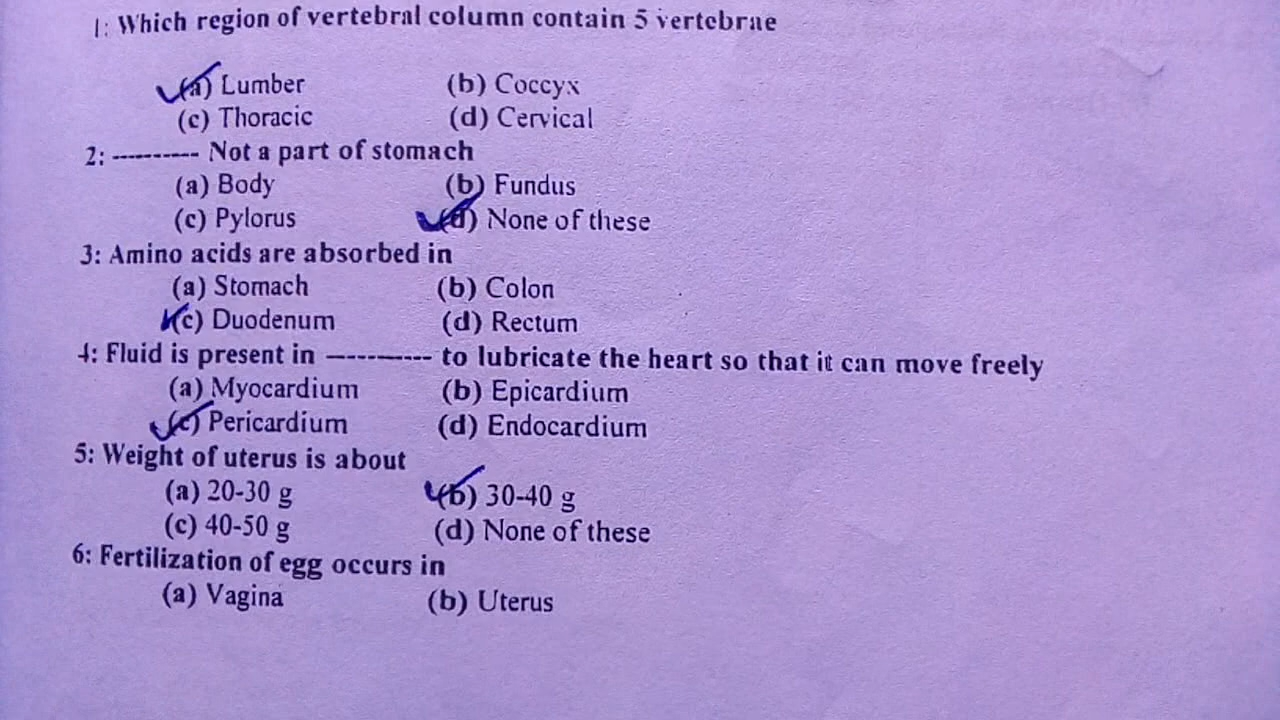 1: Which region of vertebral column contain 5 vertebrae
(a) Lumber (b) Coccyx
(c) Thoracic (d) Cervical
2: ---------- Not a part of stomach
(a) Body (b) Fundus
(c) Pylorus (d) None of these
3: Amino acids are absorbed in
(a) Stomach (b) Colon
(c) Duodenum (d) Rectum
4: Fluid is present in ----------- to lubricate the heart so that it can move freely
(a) Myocardium (b) Epicardium
(c) Pericardium (d) Endocardium
5: Weight of uterus is about
(a) 20-30 g (b) 30-40 g
(c) 40-50 g (d) None of these
6: Fertilization of egg occurs in
(a) Vagina (b) Uterus